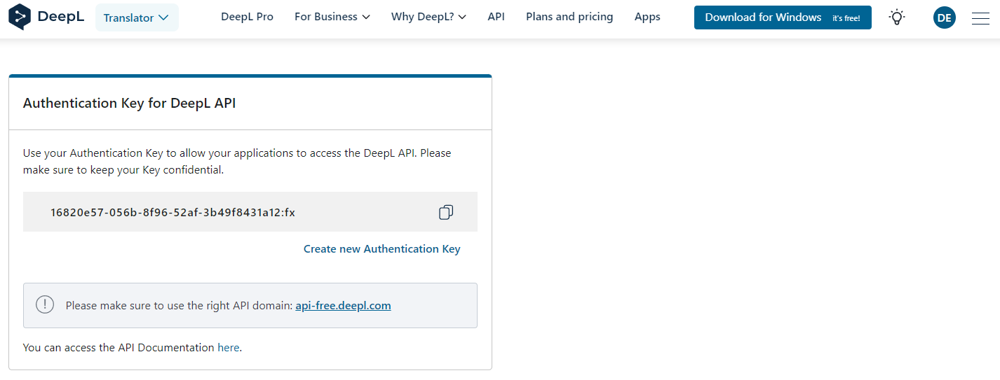 DeepL Translator DeepL Pro For Business Why DeepL? API Plans and pricing Apps Download for Windows it's free! DE
Authentication Key for DeepL API
Use your Authentication Key to allow your applications to access the DeepL API. Please
make sure to keep your Key confidential.
16820e57-056b-8f96-52af-3b49f8431a12:fx
Create new Authentication Key
Please make sure to use the right API domain: api-free.deepl.com
You can access the API Documentation here.